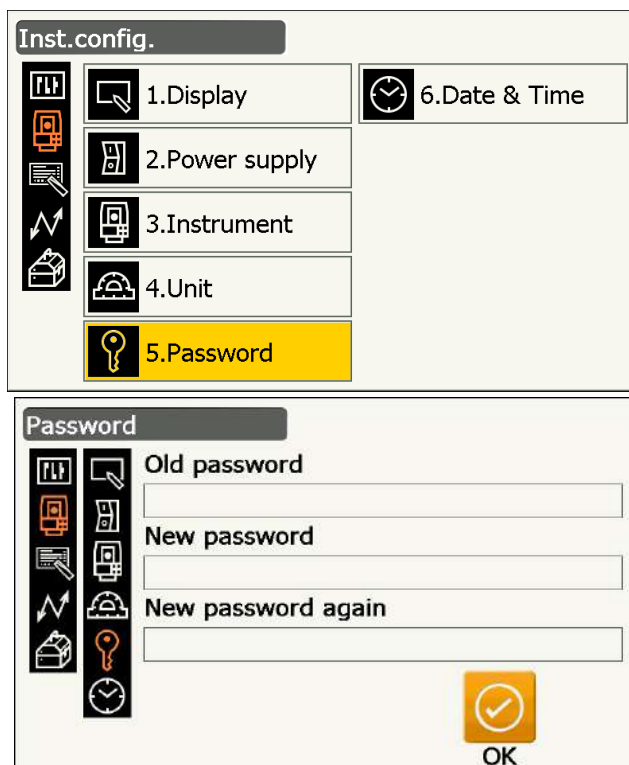 Inst.config.
1.Display
6.Date & Time
2.Power supply
3.Instrument
4.Unit
5.Password
Password
Old password
New password
New password again
OK